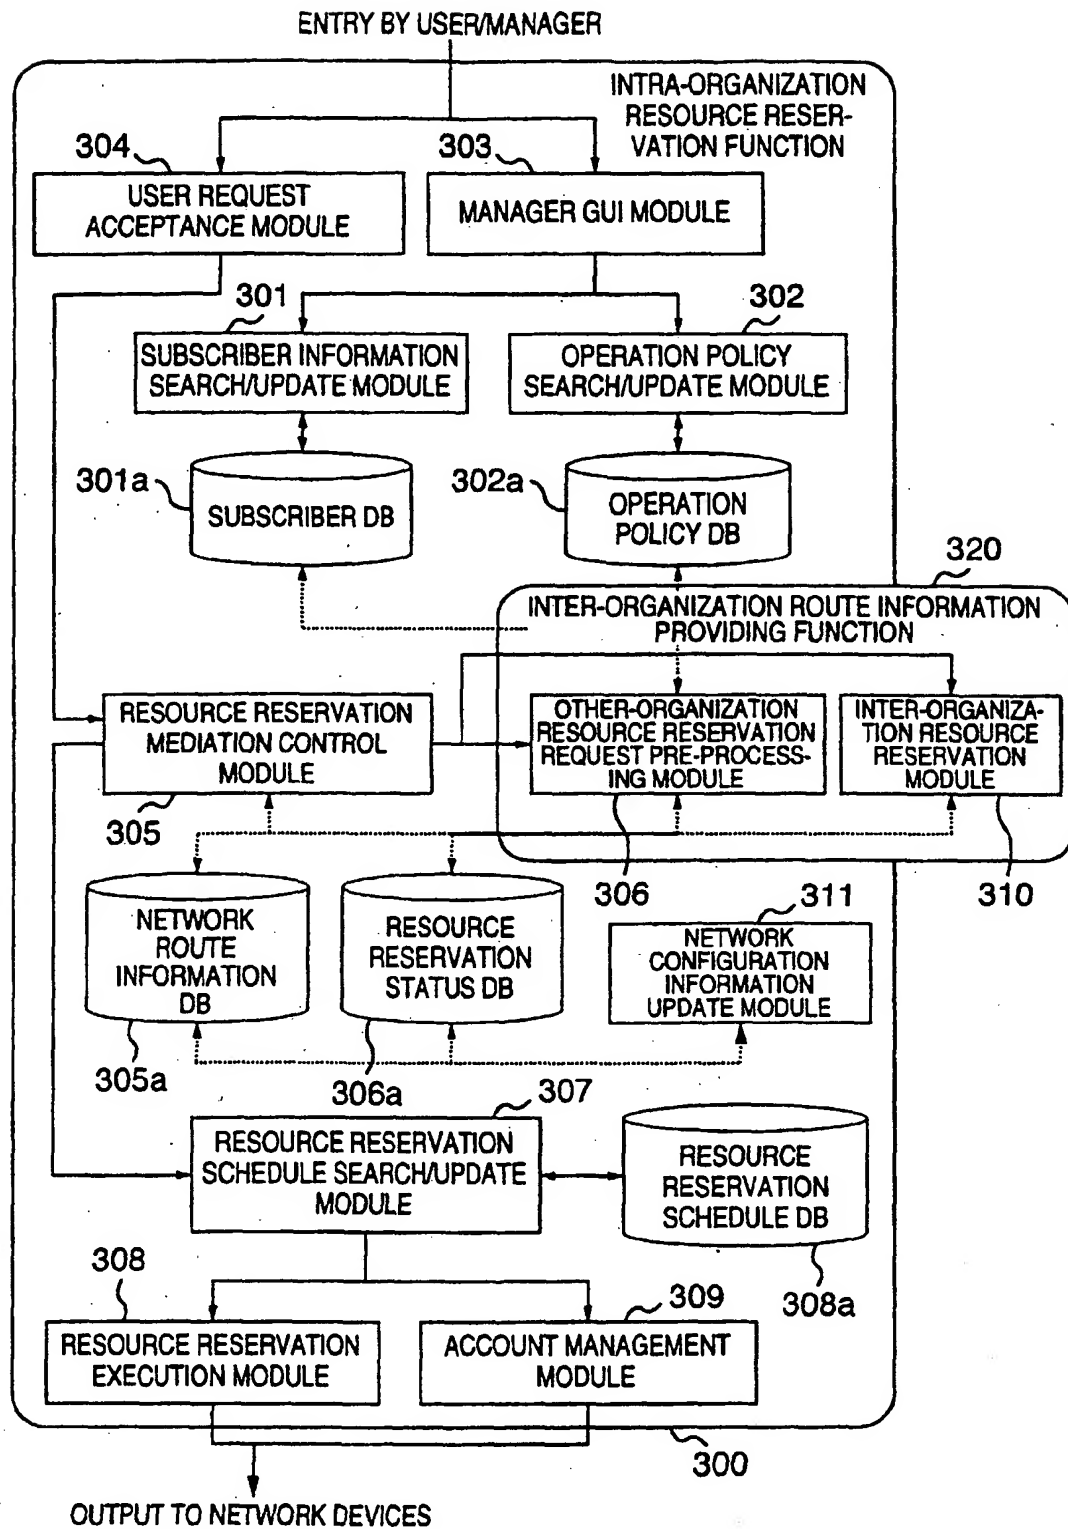 ENTRY BY USER/MANAGER
INTRA-ORGANIZATION
RESOURCE RESER-
VATION FUNCTION
304
303
USER REQUEST
ACCEPTANCE MODULE
MANAGER GUI MODULE
301
302
SUBSCRIBER INFORMATION
SEARCH/UPDATE MODULE
OPERATION POLICY
SEARCH/UPDATE MODULE
301a
SUBSCRIBER DB
302a
OPERATION
POLICY DB
320
INTER-ORGANIZATION ROUTE INFORMATION
PROVIDING FUNCTION
RESOURCE RESERVATION
MEDIATION CONTROL
MODULE
OTHER-ORGANIZATION
RESOURCE RESERVATION
REQUEST PRE-PROCESS-
ING MODULE
INTER-ORGANIZA-
TION RESOURCE
RESERVATION
MODULE
305
306
310
NETWORK
ROUTE
INFORMATION
DB
RESOURCE
RESERVATION
STATUS DB
311
NETWORK
CONFIGURATION
INFORMATION
UPDATE MODULE
305a
306a
307
RESOURCE RESERVATION
SCHEDULE SEARCH/UPDATE
MODULE
RESOURCE
RESERVATION
SCHEDULE DB
308
309
308a
RESOURCE RESERVATION
EXECUTION MODULE
ACCOUNT MANAGEMENT
MODULE
300
OUTPUT TO NETWORK DEVICES